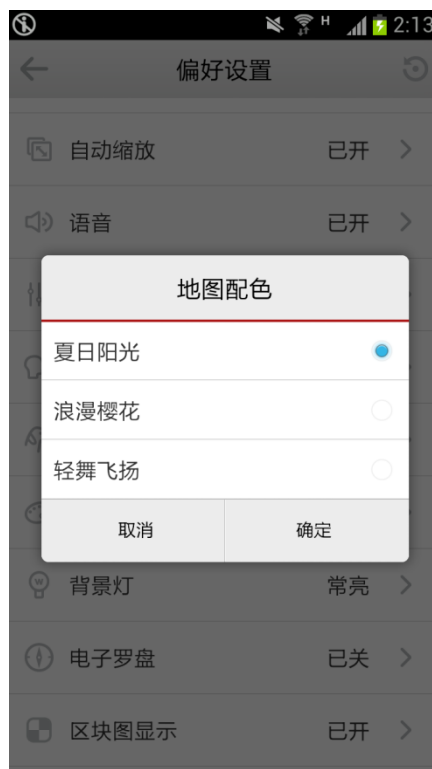 H 2:13
偏好设置
自动缩放 已开
语音 已开
地图配色
夏日阳光
浪漫樱花
轻舞飞扬
取消 确定
背景灯 常亮
电子罗盘 已关
区块图显示 已开